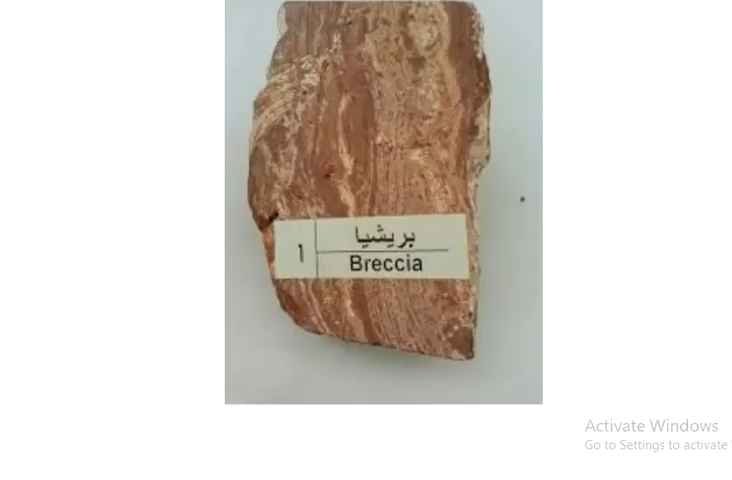 1
بريشيا
Breccia
Activate Windows
Go to Settings to activate